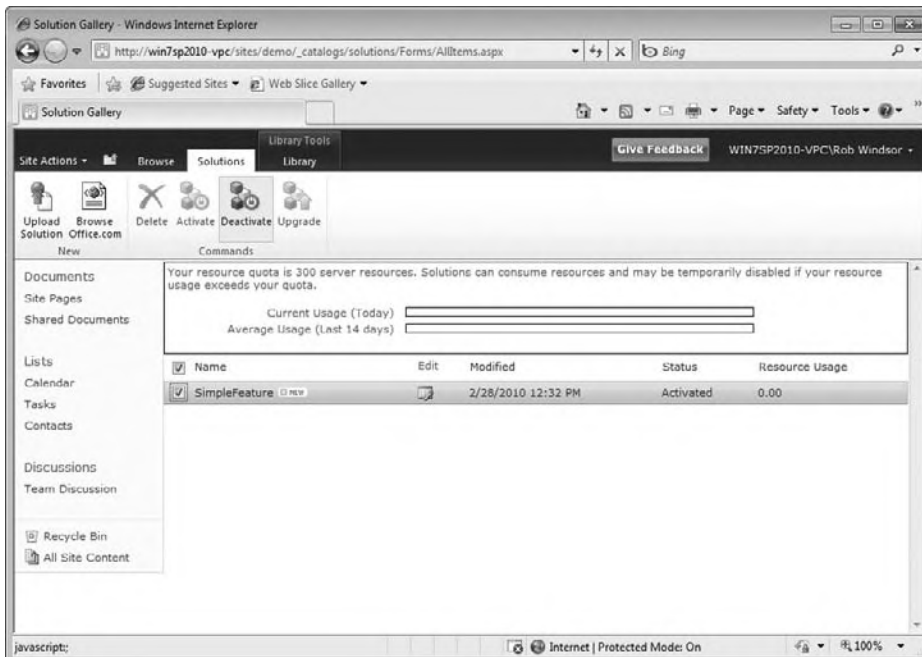 Solution Gallery - Windows Internet Explorer
http://win7sp2010-vpc/sites/demo/_catalogs/solutions/Forms/AllItems.aspx
Bing
Favorites
Suggested Sites
Web Slice Gallery
Solution Gallery
Page
Safety
Tools
Library Tools
Site Actions
Browse
Solutions
Library
Give Feedback
WIN7SP2010-VPC\Rob Windsor
Upload Solution
Browse Office.com
Delete
Activate
Deactivate
Upgrade
New
Commands
Documents
Site Pages
Shared Documents
Lists
Calendar
Tasks
Contacts
Discussions
Team Discussion
Recycle Bin
All Site Content
Your resource quota is 300 server resources. Solutions can consume resources and may be temporarily disabled if your resource
usage exceeds your quota.
Current Usage (Today)
Average Usage (Last 14 days)
Name Edit Modified Status Resource Usage
SimpleFeature NEW 2/28/2010 12:32 PM Activated 0.00
javascript:;
Internet | Protected Mode: On
100%